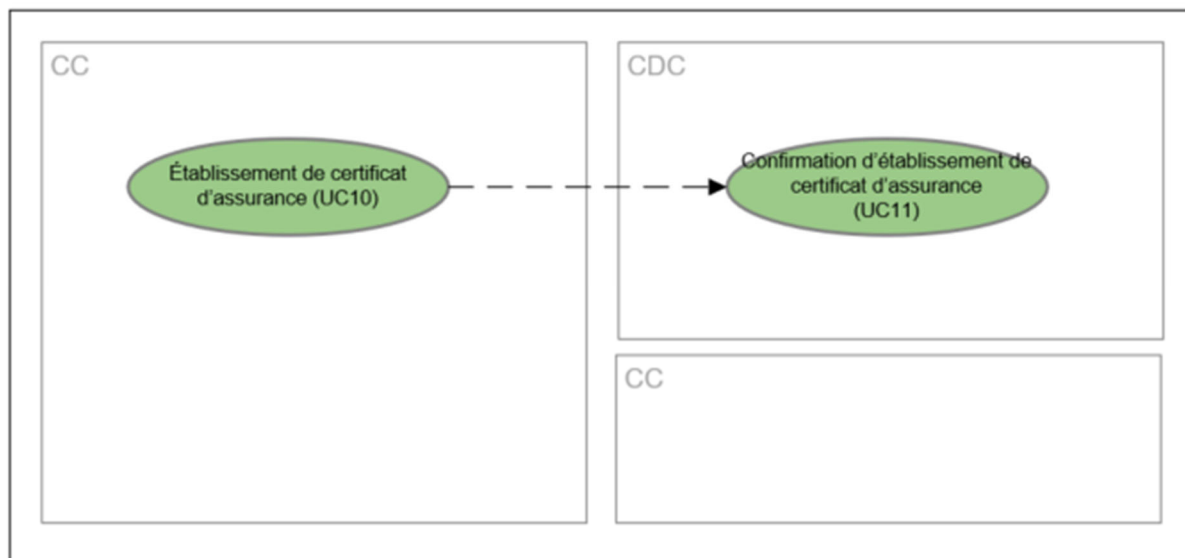 CC
Établissement de certificat
d’assurance (UC10)
CDC
Confirmation d’établissement de
certificat d’assurance
(UC11)
CC